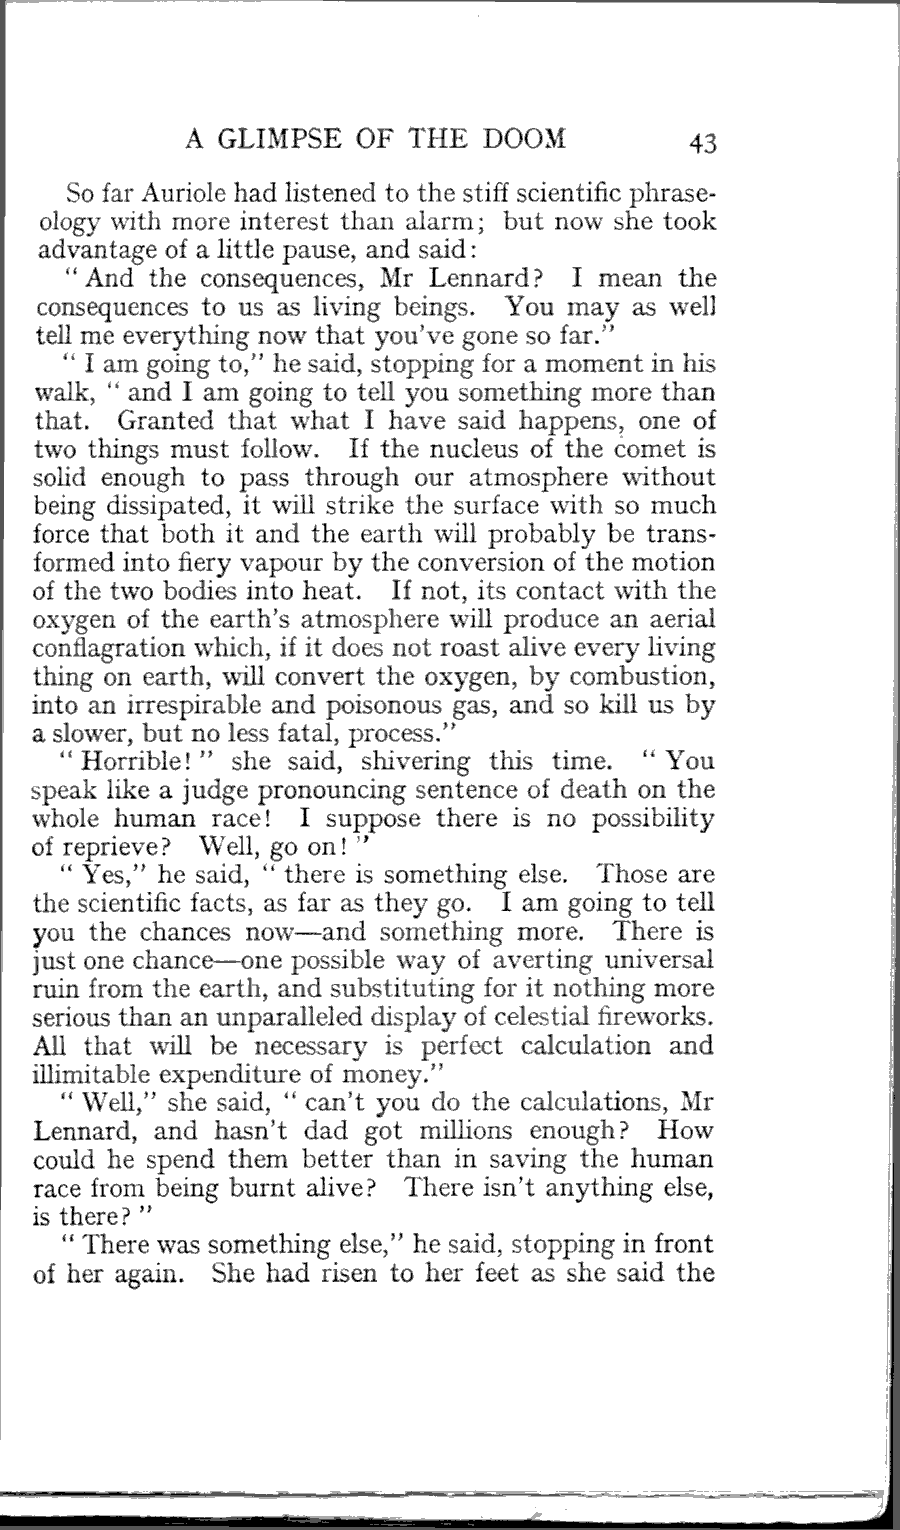 A GLIMPSE OF THE DOOM 43
So far Auriole had listened to the stiff scientific phrase-
ology with more interest than alarm; but now she took
advantage of a little pause, and said:
“And the consequences, Mr Lennard? I mean the
consequences to us as living beings. You may as well
tell me everything now that you've gone so far.”
“I am going to,” he said, stopping for a moment in his
walk, “and I am going to tell you something more than
that. Granted that what I have said happens, one of
two things must follow. If the nucleus of the comet is
solid enough to pass through our atmosphere without
being dissipated, it will strike the surface with so much
force that both it and the earth will probably be trans-
formed into fiery vapour by the conversion of the motion
of the two bodies into heat. If not, its contact with the
oxygen of the earth's atmosphere will produce an aerial
conflagration which, if it does not roast alive every living
thing on earth, will convert the oxygen, by combustion,
into an irrespirable and poisonous gas, and so kill us by
a slower, but no less fatal, process.”
“Horrible!” she said, shivering this time. “You
speak like a judge pronouncing sentence of death on the
whole human race! I suppose there is no possibility
of reprieve? Well, go on!”
“Yes,” he said, “there is something else. Those are
the scientific facts, as far as they go. I am going to tell
you the chances now—and something more. There is
just one chance—one possible way of averting universal
ruin from the earth, and substituting for it nothing more
serious than an unparalleled display of celestial fireworks.
All that will be necessary is perfect calculation and
illimitable expenditure of money.”
“Well,” she said, “can't you do the calculations, Mr
Lennard, and hasn't dad got millions enough? How
could he spend them better than in saving the human
race from being burnt alive? There isn't anything else,
is there?”
“There was something else,” he said, stopping in front
of her again. She had risen to her feet as she said the